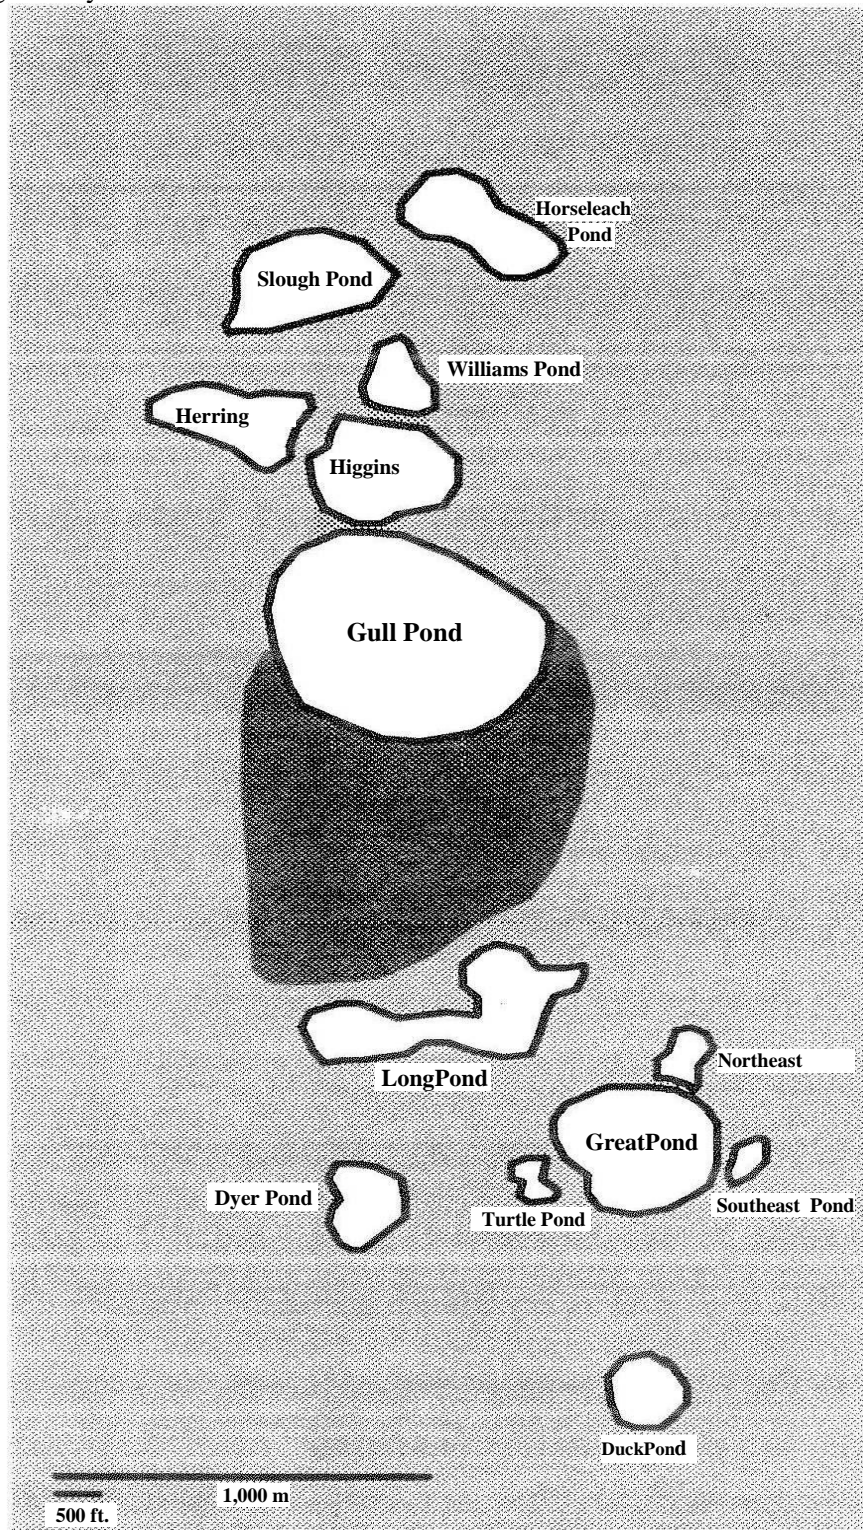 Horseleach
Pond
Slough Pond
Williams Pond
Herring
Higgins
Gull Pond
LongPond
Northeast
GreatPond
Dyer Pond
Turtle Pond
Southeast Pond
DuckPond
1,000 m
500 ft.